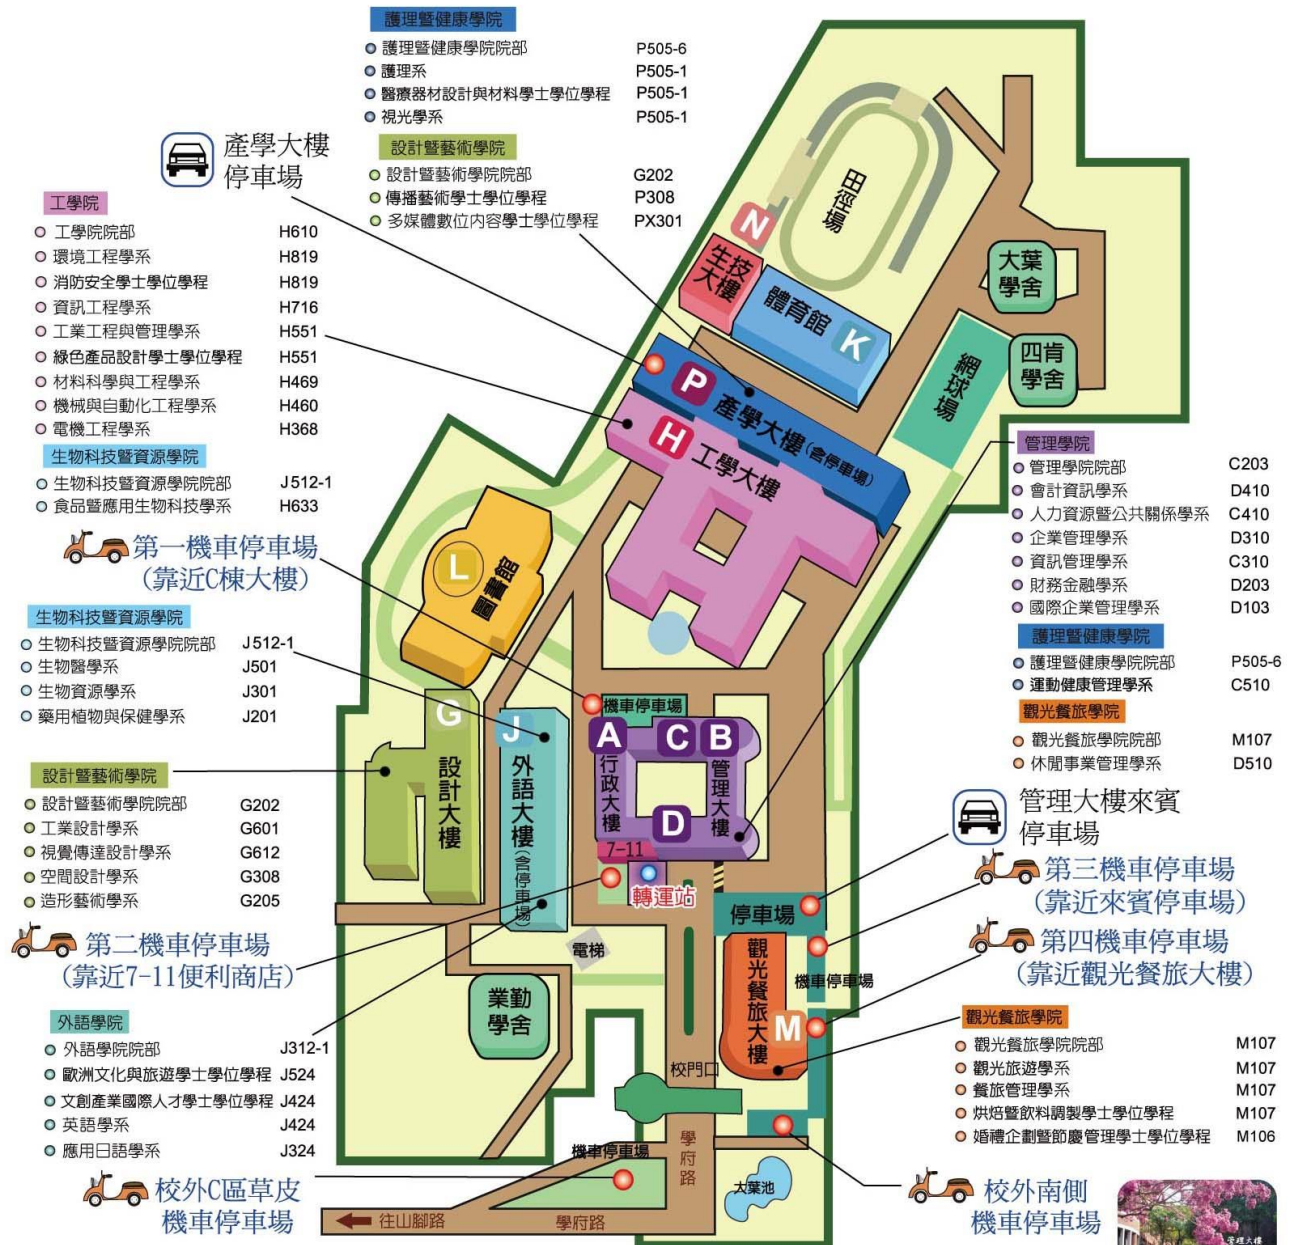 護理暨健康學院
護理暨健康學院院部 P505-6
護理系 P505-1
醫療器材設計與材料學士學位學程 P505-1
視光學系 P505-1
設計暨藝術學院
設計暨藝術學院院部 G202
傳播藝術學士學位學程 P308
多媒體數位內容學士學位學程 PX301
產學大樓
停車場
工學院
工學院院部 H610
環境工程學系 H819
消防安全學士學位學程 H819
資訊工程學系 H716
工業工程與管理學系 H551
綠色產品設計學士學位學程 H551
材料科學與工程學系 H469
機械與自動化工程學系 H460
電機工程學系 H368
生物科技暨資源學院
生物科技暨資源學院院部 J512-1
食品暨應用生物科技學系 H633
第一機車停車場
(靠近C棟大樓)
生物科技暨資源學院
生物科技暨資源學院院部 J512-1
生物醫學系 J501
生物資源學系 J301
藥用植物與保健學系 J201
設計暨藝術學院
設計暨藝術學院院部 G202
工業設計學系 G601
視覺傳達設計學系 G612
空間設計學系 G308
造形藝術學系 G205
第二機車停車場
(靠近7-11便利商店)
外語學院
外語學院院部 J312-1
歐洲文化與旅遊學士學位學程 J524
文創產業國際人才學士學位學程 J424
英語學系 J424
應用日語學系 J324
校外C區草皮
機車停車場
田徑場
N
生技大樓
體育館
K
大葉學舍
四肯學舍
網球場
P
產學大樓(含停車場)
H
工學大樓
L
圖書館
G
設計大樓
J
外語大樓(含停車場)
機車停車場
A
C
B
行政大樓
管理大樓
D
7-11
轉運站
停車場
電梯
業勤學舍
觀光餐旅大樓
M
機車停車場
校門口
機車停車場
學府路
大葉池
往山腳路
學府路
管理學院
管理學院院部 C203
會計資訊學系 D410
人力資源暨公共關係學系 C410
企業管理學系 D310
資訊管理學系 C310
財務金融學系 D203
國際企業管理學系 D103
護理暨健康學院
護理暨健康學院院部 P505-6
運動健康管理學系 C510
觀光餐旅學院
觀光餐旅學院院部 M107
休閒事業管理學系 D510
管理大樓來賓
停車場
第三機車停車場
(靠近來賓停車場)
第四機車停車場
(靠近觀光餐旅大樓)
觀光餐旅學院
觀光餐旅學院院部 M107
觀光旅遊學系 M107
餐旅管理學系 M107
烘焙暨飲料調製學士學位學程 M107
婚禮企劃暨節慶管理學士學位學程 M106
校外南側
機車停車場
管理大樓